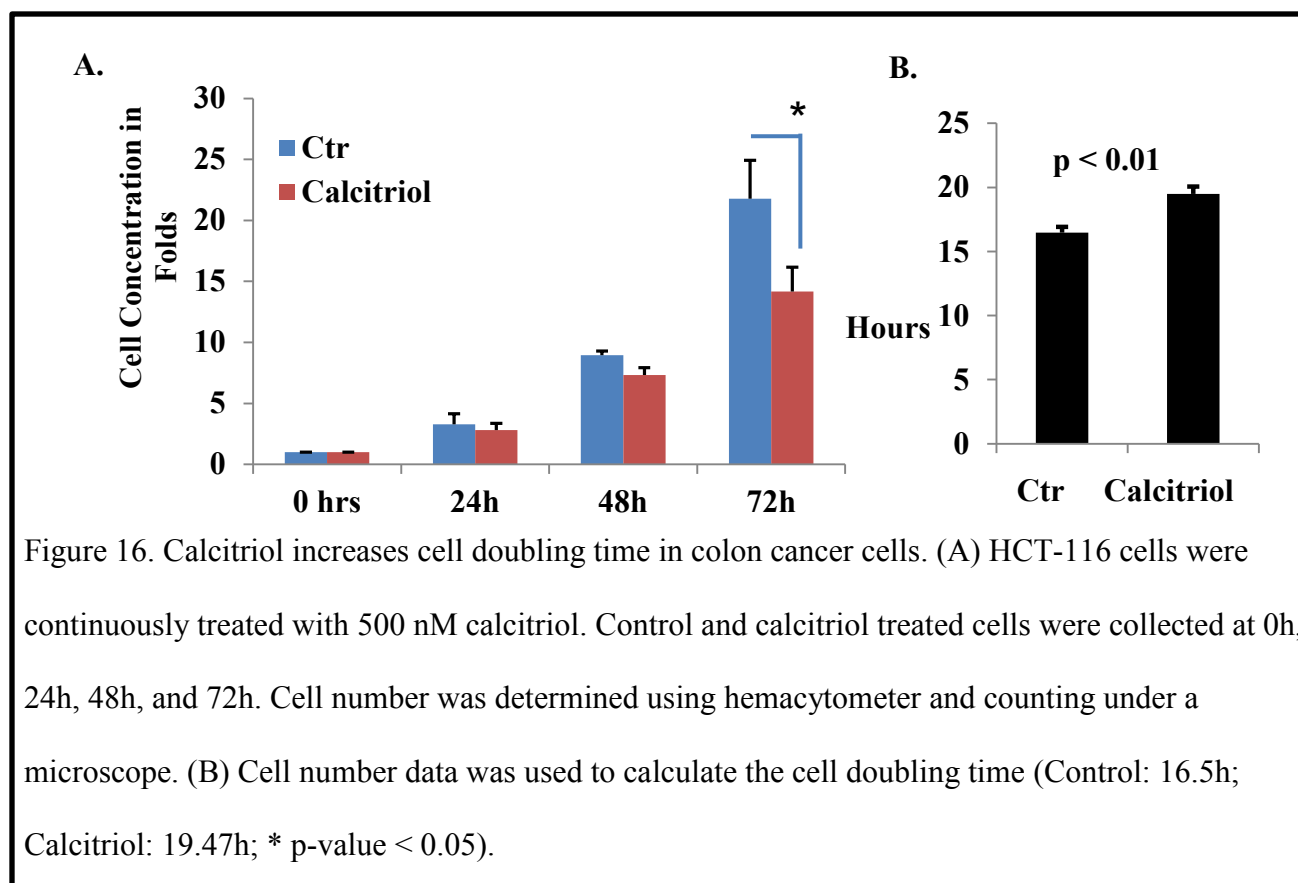 A.
Cell Concentration in
Folds
30
25
20
15
10
5
0
Ctr
Calcitriol
*
0 hrs 24h 48h 72h
B.
Hours
25
20
15
10
5
0
p < 0.01
Ctr Calcitriol
Figure 16. Calcitriol increases cell doubling time in colon cancer cells. (A) HCT-116 cells were
continuously treated with 500 nM calcitriol. Control and calcitriol treated cells were collected at 0h,
24h, 48h, and 72h. Cell number was determined using hemacytometer and counting under a
microscope. (B) Cell number data was used to calculate the cell doubling time (Control: 16.5h;
Calcitriol: 19.47h; * p-value < 0.05).